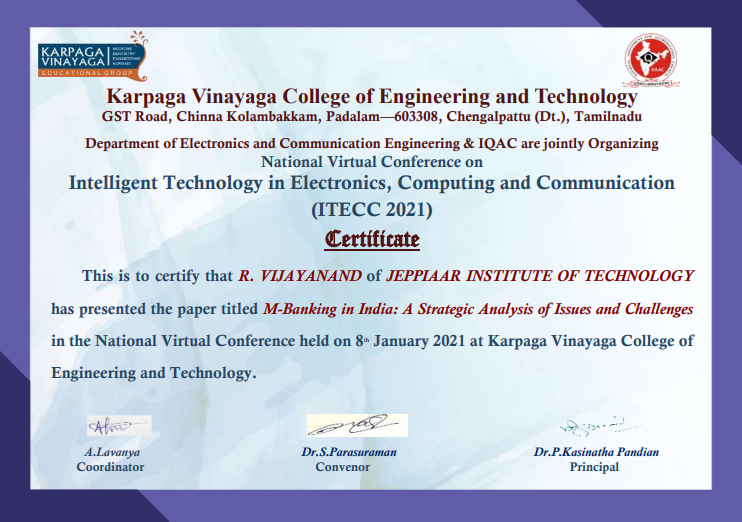 KARPAGA
VINAYAGA
MEDICINE
DENTISTRY
ENGINEERING
NURSING
EDUCATIONAL GROUP
NAAC
Karpaga Vinayaga College of Engineering and Technology
GST Road, Chinna Kolambakkam, Padalam—603308, Chengalpattu (Dt.), Tamilnadu
Department of Electronics and Communication Engineering & IQAC are jointly Organizing
National Virtual Conference on
Intelligent Technology in Electronics, Computing and Communication
(ITECC 2021)
Certificate
This is to certify that R. VIJAYANAND of JEPPIAAR INSTITUTE OF TECHNOLOGY
has presented the paper titled M-Banking in India: A Strategic Analysis of Issues and Challenges
in the National Virtual Conference held on 8th January 2021 at Karpaga Vinayaga College of
Engineering and Technology.
A.Lavanya Dr.S.Parasuraman Dr.P.Kasinatha Pandian
Coordinator Convenor Principal